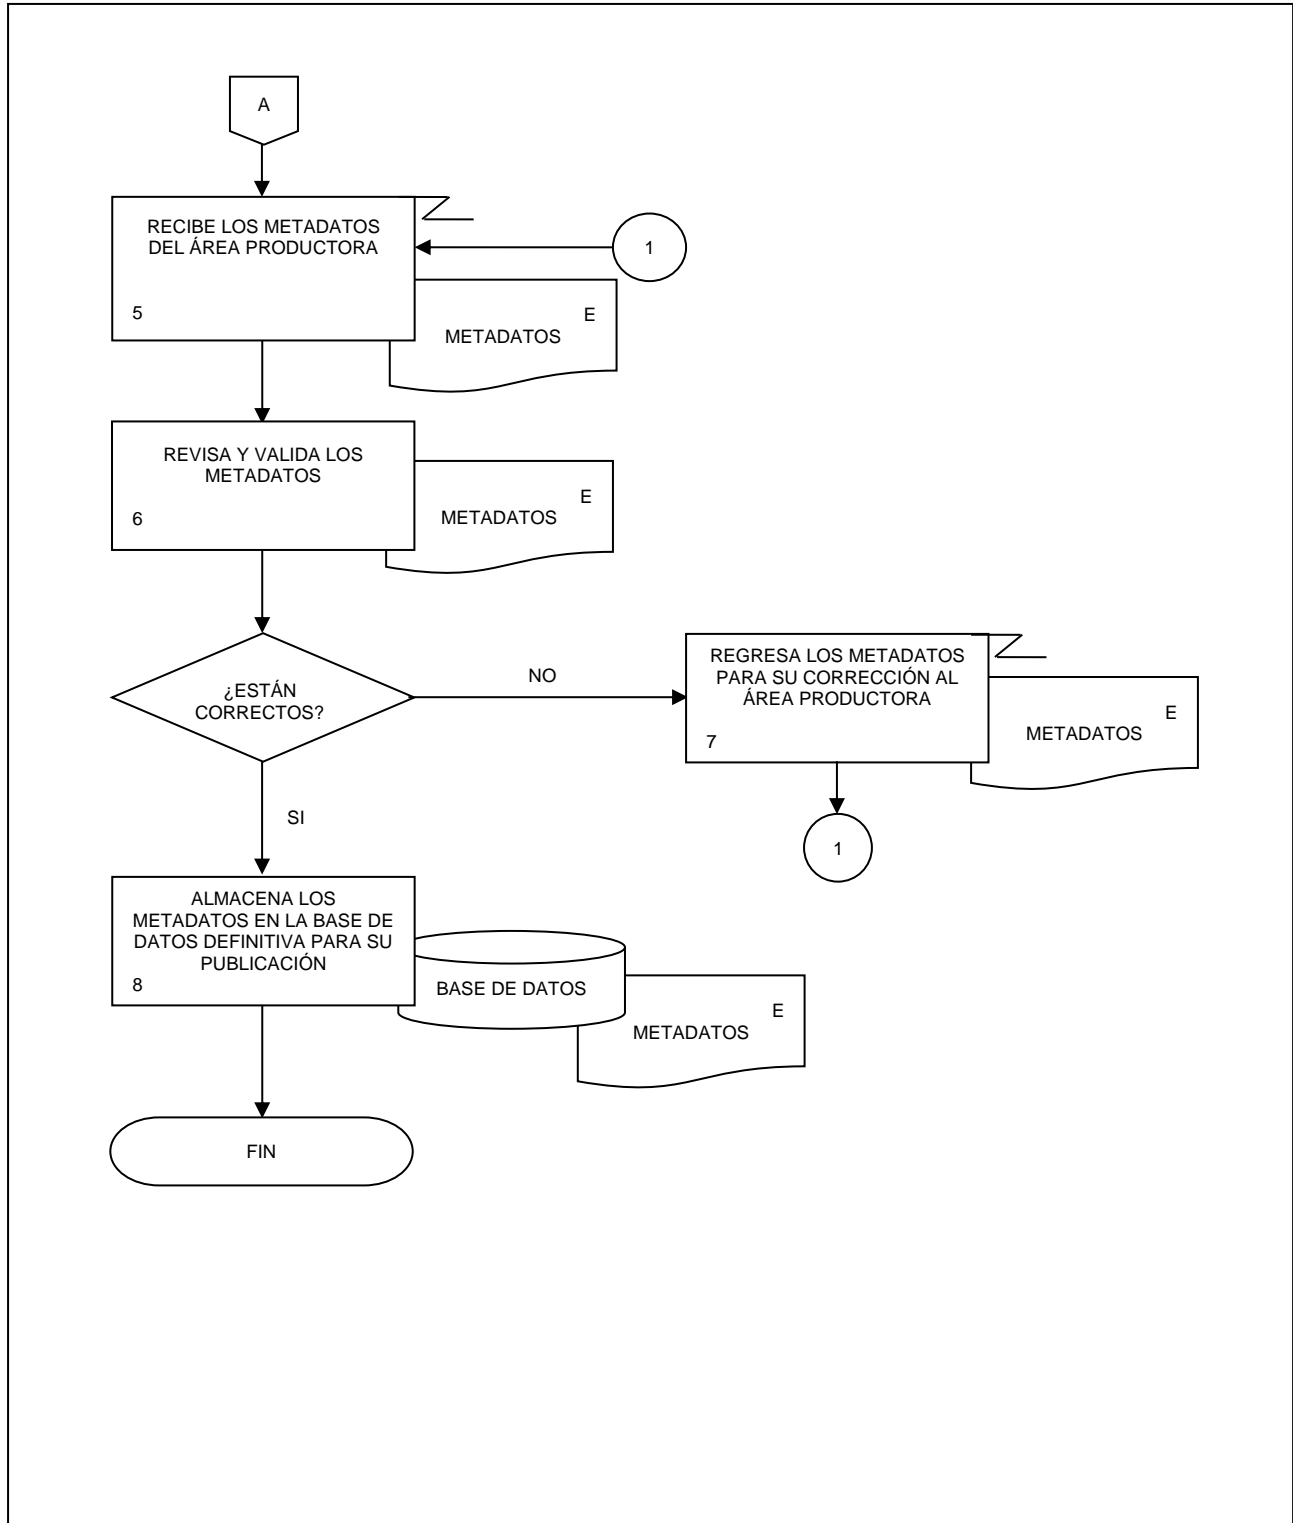 A
RECIBE LOS METADATOS
DEL ÁREA PRODUCTORA
5
1
E
METADATOS
REVISA Y VALIDA LOS
METADATOS
6
E
METADATOS
¿ESTÁN
CORRECTOS?
NO
REGRESA LOS METADATOS
PARA SU CORRECCIÓN AL
ÁREA PRODUCTORA
7
E
METADATOS
1
SI
ALMACENA LOS
METADATOS EN LA BASE DE
DATOS DEFINITIVA PARA SU
PUBLICACIÓN
8
BASE DE DATOS
E
METADATOS
FIN